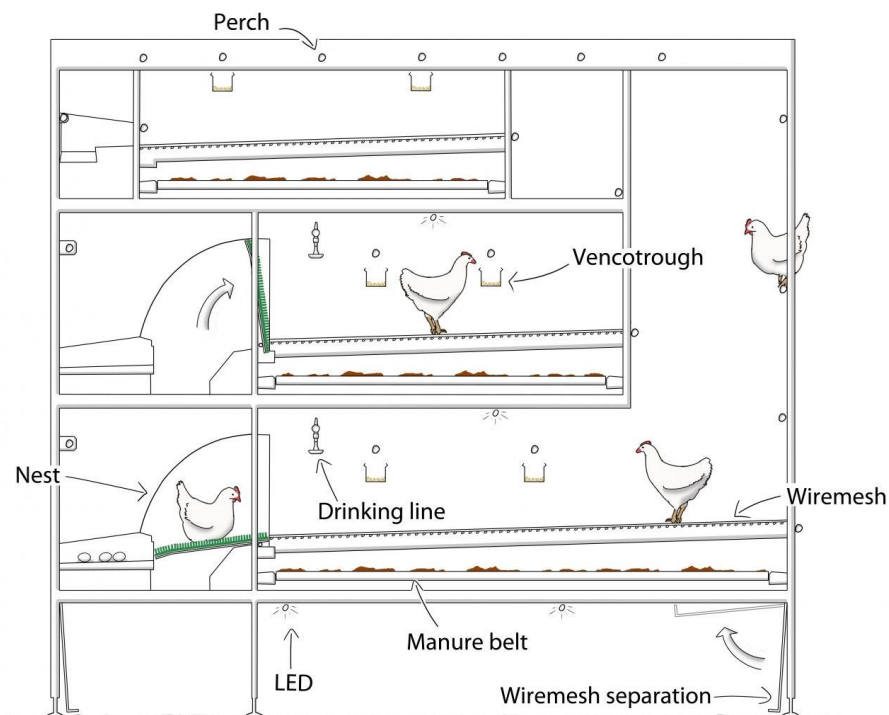 Perch
Vencotrough
Nest
Drinking line
Wiremesh
Manure belt
LED
Wiremesh separation